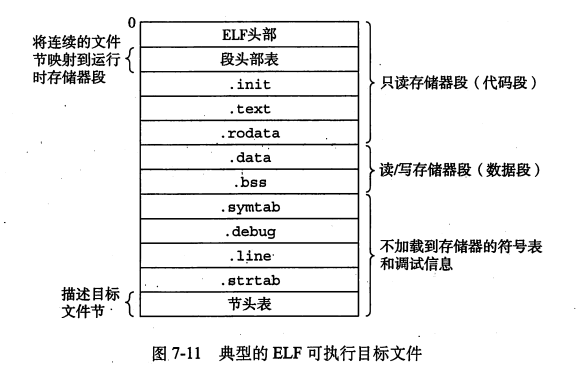 0
ELF头部
将连续的文件
节映射到运行
时存储器段
段头部表
.init
.text
.rodata
只读存储器段（代码段）
.data
.bss
读/写存储器段（数据段）
.symtab
.debug
.line
.strtab
不加载到存储器的符号表
和调试信息
描述目标
文件节
节头表
图 7-11 典型的 ELF 可执行目标文件